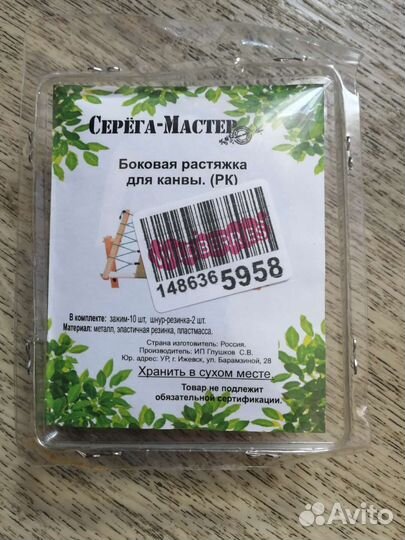 СЕРЁГА-МАСТЕР
Боковая растяжка
для канвы. (РК)
WILDBERRIES
148636 5958
В комплекте: зажим-10 шт, шнур-резинка-2 шт.
Материал: металл, эластичная резинка, пластмасса.
Страна изготовитель: Россия.
Производитель: ИП Глушков С.В.
Юр. адрес: УР, г. Ижевск, ул. Барамзиной, 28
Хранить в сухом месте.
Товар не подлежит
обязательной сертификации.
Avito